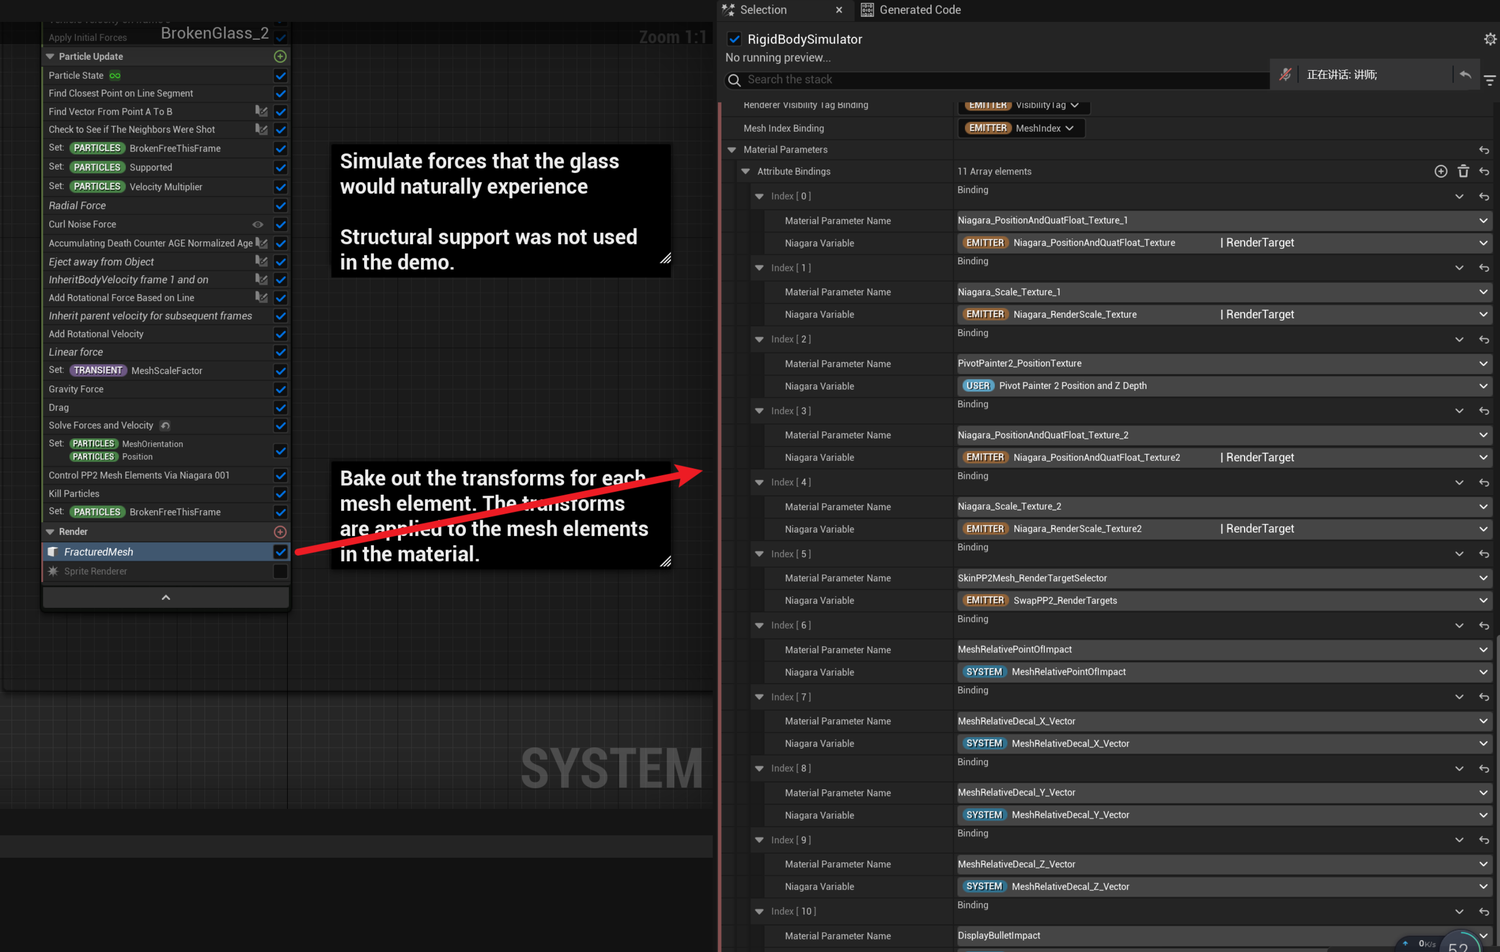 Apply Initial Forces
BrokenGlass_2
Zoom 1:1
Particle Update
Particle State
Find Closest Point on Line Segment
Find Vector From Point A To B
Check to See if The Neighbors Were Shot
Set: PARTICLES BrokenFreeThisFrame
Set: PARTICLES Supported
Set: PARTICLES Velocity Multiplier
Radial Force
Curl Noise Force
Accumulating Death Counter AGE Normalized Age
Eject away from Object
InheritBodyVelocity frame 1 and on
Add Rotational Force Based on Line
Inherit parent velocity for subsequent frames
Add Rotational Velocity
Linear force
Set: TRANSIENT MeshScaleFactor
Gravity Force
Drag
Solve Forces and Velocity
Set: PARTICLES MeshOrientation
PARTICLES Position
Control PP2 Mesh Elements Via Niagara 001
Kill Particles
Set: PARTICLES BrokenFreeThisFrame
Render
FracturedMesh
Sprite Renderer
Simulate forces that the glass
would naturally experience
Structural support was not used
in the demo.
Bake out the transforms for each
mesh element. The transforms
are applied to the mesh elements
in the material.
SYSTEM
Selection
Generated Code
RigidBodySimulator
No running preview...
Search the stack
正在讲话: 讲师;
Renderer Visibility Tag Binding
EMITTER VisibilityTag
Mesh Index Binding
EMITTER MeshIndex
Material Parameters
Attribute Bindings
11 Array elements
Index [ 0 ]
Binding
Material Parameter Name
Niagara_PositionAndQuatFloat_Texture_1
Niagara Variable
EMITTER Niagara_PositionAndQuatFloat_Texture | RenderTarget
Index [ 1 ]
Binding
Material Parameter Name
Niagara_Scale_Texture_1
Niagara Variable
EMITTER Niagara_RenderScale_Texture | RenderTarget
Index [ 2 ]
Binding
Material Parameter Name
PivotPainter2_PositionTexture
Niagara Variable
USER Pivot Painter 2 Position and Z Depth
Index [ 3 ]
Binding
Material Parameter Name
Niagara_PositionAndQuatFloat_Texture_2
Niagara Variable
EMITTER Niagara_PositionAndQuatFloat_Texture2 | RenderTarget
Index [ 4 ]
Binding
Material Parameter Name
Niagara_Scale_Texture_2
Niagara Variable
EMITTER Niagara_RenderScale_Texture2 | RenderTarget
Index [ 5 ]
Binding
Material Parameter Name
SkinPP2Mesh_RenderTargetSelector
Niagara Variable
EMITTER SwapPP2_RenderTargets
Index [ 6 ]
Binding
Material Parameter Name
MeshRelativePointOfImpact
Niagara Variable
SYSTEM MeshRelativePointOfImpact
Index [ 7 ]
Binding
Material Parameter Name
MeshRelativeDecal_X_Vector
Niagara Variable
SYSTEM MeshRelativeDecal_X_Vector
Index [ 8 ]
Binding
Material Parameter Name
MeshRelativeDecal_Y_Vector
Niagara Variable
SYSTEM MeshRelativeDecal_Y_Vector
Index [ 9 ]
Binding
Material Parameter Name
MeshRelativeDecal_Z_Vector
Niagara Variable
SYSTEM MeshRelativeDecal_Z_Vector
Index [ 10 ]
Binding
Material Parameter Name
DisplayBulletImpact
0K/s
52